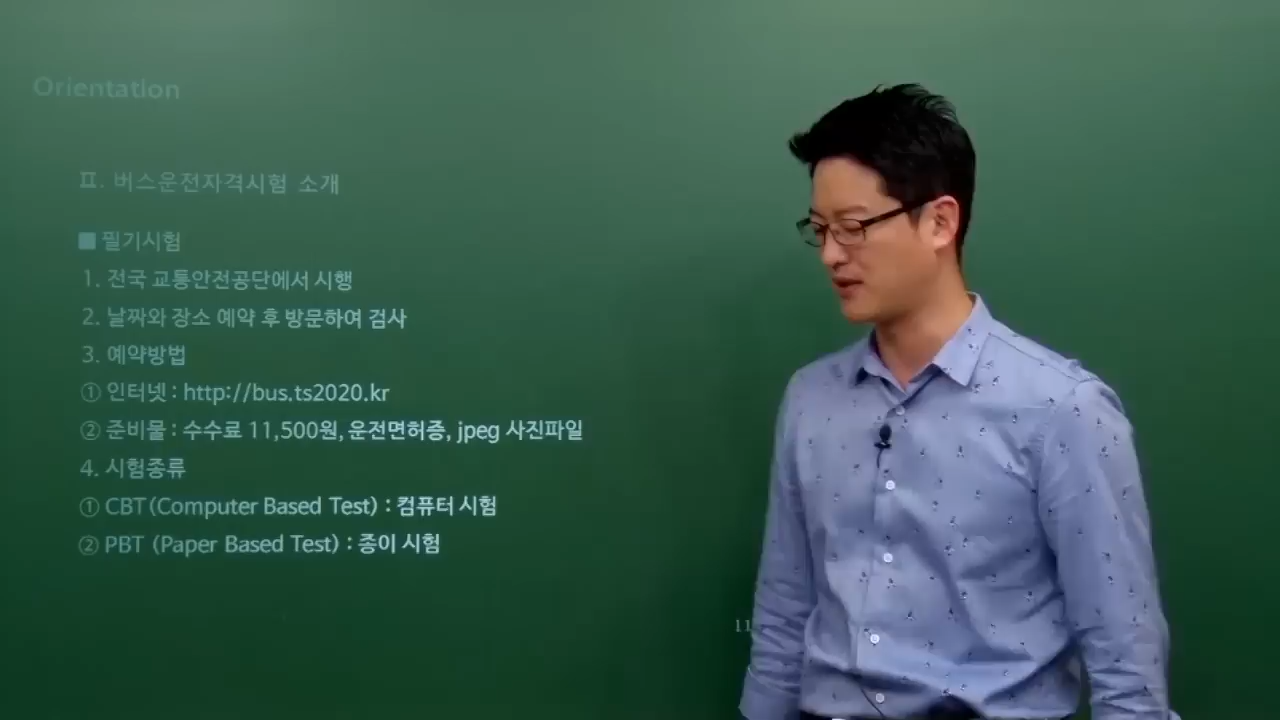 Orientation
Ⅱ. 버스운전자격시험 소개
■ 필기시험
1. 전국 교통안전공단에서 시행
2. 날짜와 장소 예약 후 방문하여 검사
3. 예약방법
① 인터넷 : http://bus.ts2020.kr
② 준비물 : 수수료 11,500원, 운전면허증, jpeg 사진파일
4. 시험종류
① CBT (Computer Based Test) : 컴퓨터 시험
② PBT (Paper Based Test) : 종이 시험
11